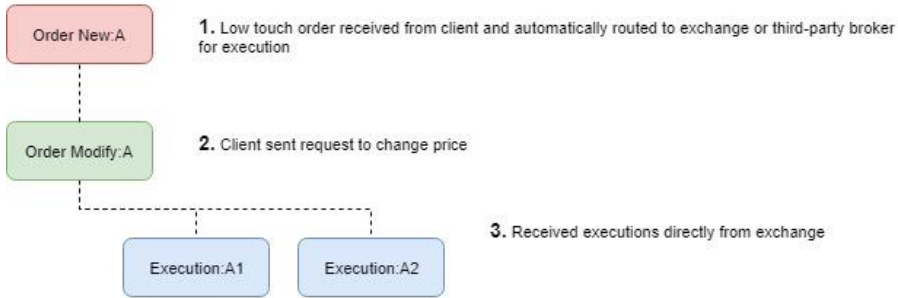 Order New:A
1. Low touch order received from client and automatically routed to exchange or third-party broker
for execution
Order Modify:A
2. Client sent request to change price
3. Received executions directly from exchange
Execution:A1
Execution:A2